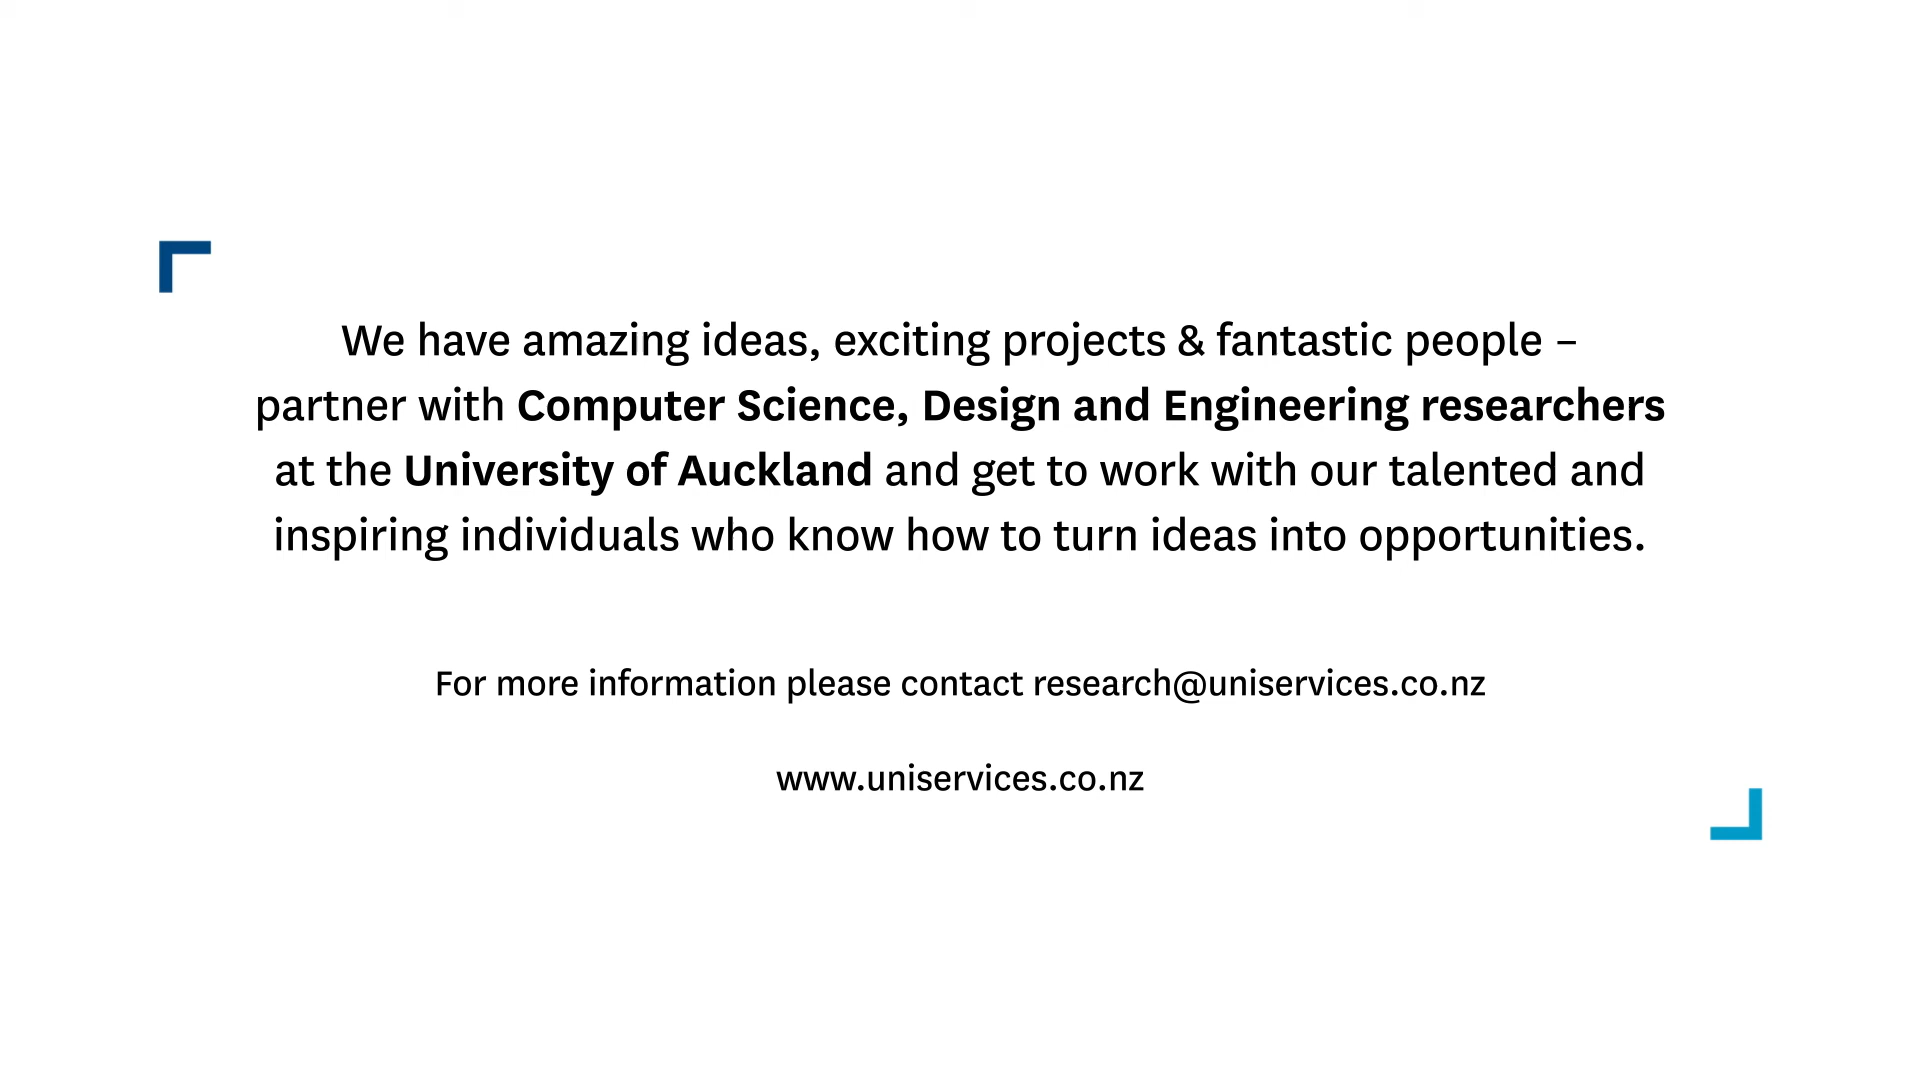 We have amazing ideas, exciting projects & fantastic people –
partner with Computer Science, Design and Engineering researchers
at the University of Auckland and get to work with our talented and
inspiring individuals who know how to turn ideas into opportunities.
For more information please contact research@uniservices.co.nz
www.uniservices.co.nz